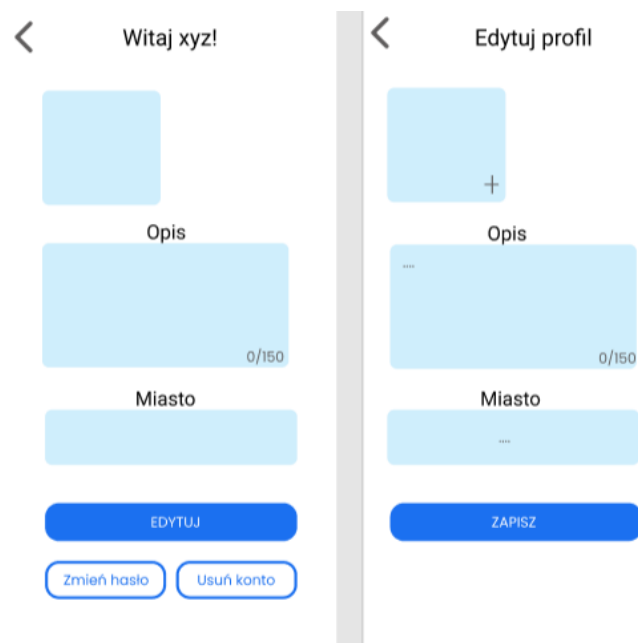 Witaj xyz!
Opis
0/150
Miasto
EDYTUJ
Zmień hasło
Usuń konto
Edytuj profil
+
Opis
....
0/150
Miasto
....
ZAPISZ